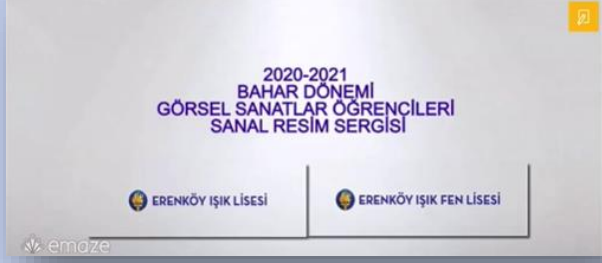 2020-2021
BAHAR DÖNEMİ
GÖRSEL SANATLAR ÖĞRENCİLERİ
SANAL RESİM SERGİSİ
ERENKÖY IŞIK LİSESİ
ERENKÖY IŞIK FEN LİSESİ
emaze